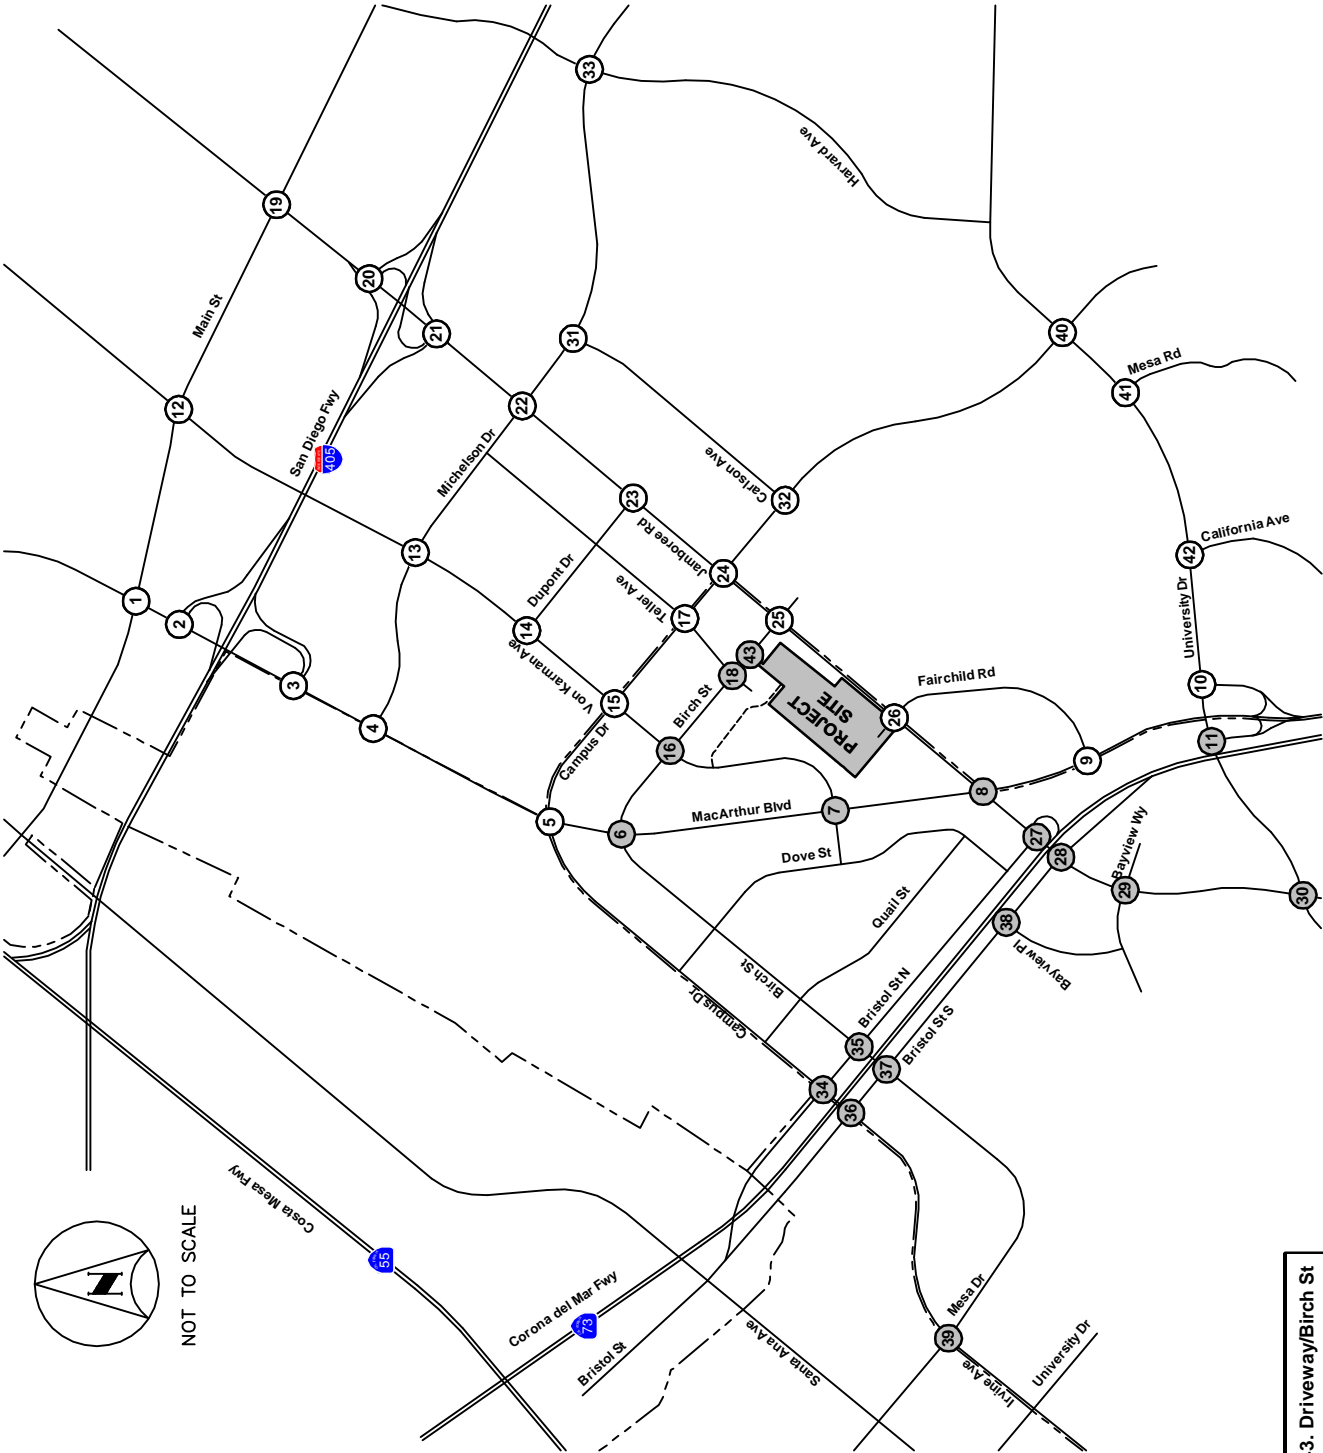 33
Harvard Ave
19
Main St
20
12
21
31
San Diego Fwy
405
22
40
Mesa Rd
41
Michelson Dr
Carlson Ave
32
23
13
Jamboree Rd
1
2
Dupont Dr
Teller Ave
24
42
California Ave
University Dr
14
Von Karman Ave
17
25
3
43
18
4
15
Birch St
PROJECT
SITE
26
Fairchild Rd
10
Campus Dr
16
9
11
5
6
MacArthur Blvd
7
8
Dove St
27
28
Bayview Wy
29
30
Quail St
38
Bayview Pl
Birch St
Campus Dr
Bristol St N
Bristol St S
35
37
34
36
Costa Mesa Fwy
55
N
NOT TO SCALE
Corona del Mar Fwy
73
Bristol St
Santa Ana Ave
Mesa Dr
39
Irvine Ave
University Dr
3. Driveway/Birch St